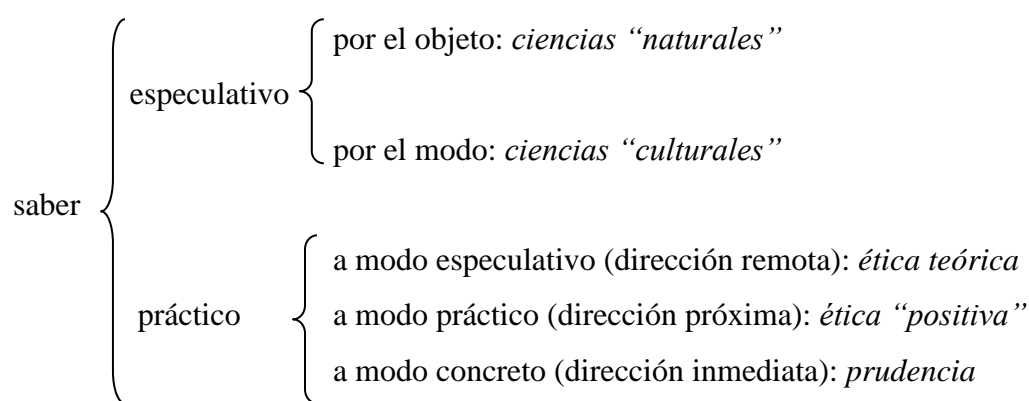 por el objeto: ciencias “naturales”
especulativo
por el modo: ciencias “culturales”
saber
a modo especulativo (dirección remota): ética teórica
práctico
a modo práctico (dirección próxima): ética “positiva”
a modo concreto (dirección inmediata): prudencia